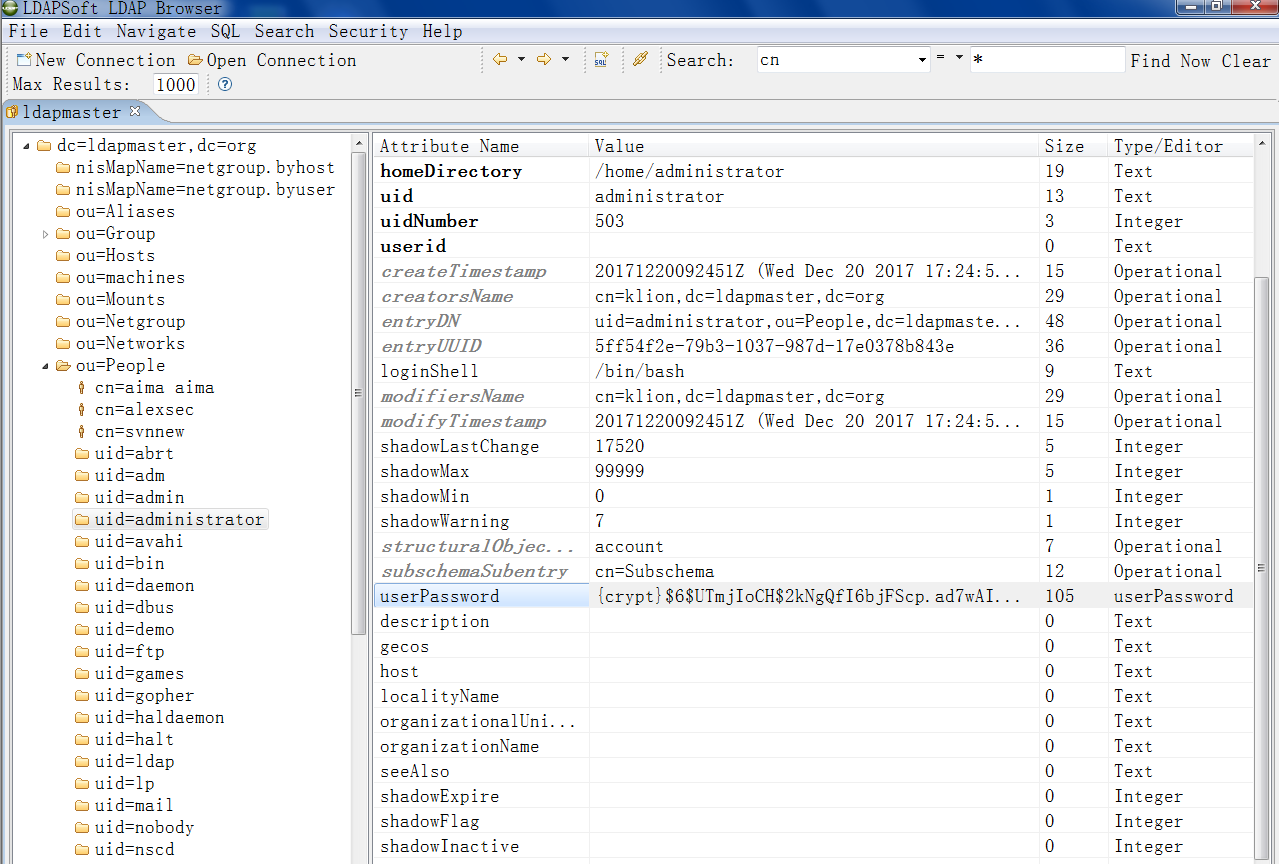 LDAPSoft LDAP Browser
File Edit Navigate SQL Search Security Help
New Connection Open Connection SQL Search: cn = * Find Now Clear
Max Results: 1000 ?
ldapmaster
dc=ldapmaster,dc=org
nisMapName=netgroup.byhost
nisMapName=netgroup.byuser
ou=Aliases
ou=Group
ou=Hosts
ou=machines
ou=Mounts
ou=Netgroup
ou=Networks
ou=People
cn=aima aima
cn=alexsec
cn=svnnew
uid=abrt
uid=adm
uid=admin
uid=administrator
uid=avahi
uid=bin
uid=daemon
uid=dbus
uid=demo
uid=ftp
uid=games
uid=gopher
uid=haldaemon
uid=halt
uid=ldap
uid=lp
uid=mail
uid=nobody
uid=nscd
Attribute Name Value Size Type/Editor
homeDirectory /home/administrator 19 Text
uid administrator 13 Text
uidNumber 503 3 Integer
userid 0 Text
createTimestamp 20171220092451Z (Wed Dec 20 2017 17:24:5... 15 Operational
creatorsName cn=klion,dc=ldapmaster,dc=org 29 Operational
entryDN uid=administrator,ou=People,dc=ldapmaste... 48 Operational
entryUUID 5ff54f2e-79b3-1037-987d-17e0378b843e 36 Operational
loginShell /bin/bash 9 Text
modifiersName cn=klion,dc=ldapmaster,dc=org 29 Operational
modifyTimestamp 20171220092451Z (Wed Dec 20 2017 17:24:5... 15 Operational
shadowLastChange 17520 5 Integer
shadowMax 99999 5 Integer
shadowMin 0 1 Integer
shadowWarning 7 1 Integer
structuralObjec... account 7 Operational
subschemaSubentry cn=Subschema 12 Operational
userPassword {crypt}$6$UTmjIoCH$2kNgQfI6bjFScp.ad7wAI... 105 userPassword
description 0 Text
gecos 0 Text
host 0 Text
localityName 0 Text
organizationalUni... 0 Text
organizationName 0 Text
seeAlso 0 Text
shadowExpire 0 Integer
shadowFlag 0 Integer
shadowInactive 0 Integer